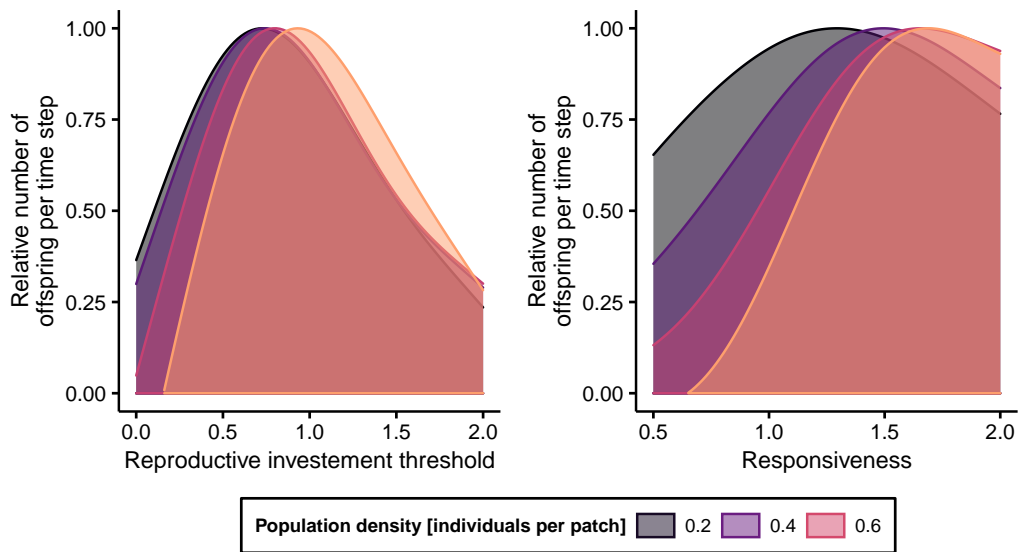 Relative number of
offspring per time step
1.00
0.75
0.50
0.25
0.00
0.0 0.5 1.0 1.5 2.0
Reproductive investement threshold
Relative number of
offspring per time step
1.00
0.75
0.50
0.25
0.00
0.5 1.0 1.5 2.0
Responsiveness
Population density [individuals per patch] 0.2 0.4 0.6